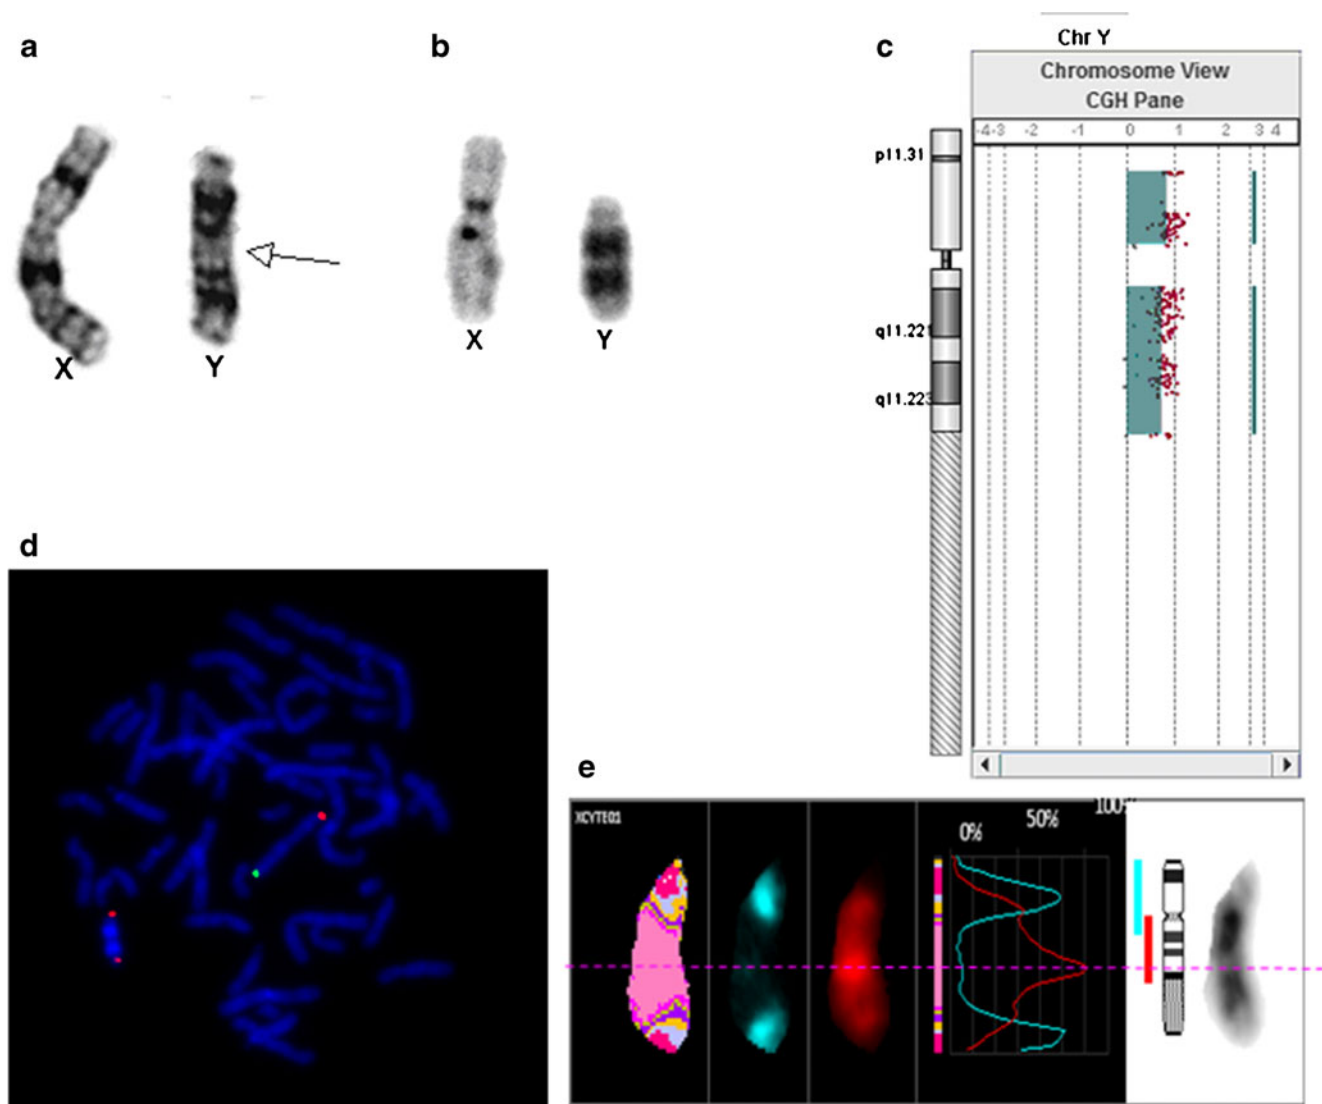 a
b
c
X
Y
X
Y
Chr Y
Chromosome View
CGH Pane
-4 -3 -2 -1 0 1 2 3 4
p11.31
q11.221
q11.223
d
e
XCYTE01
0%
50%
100%